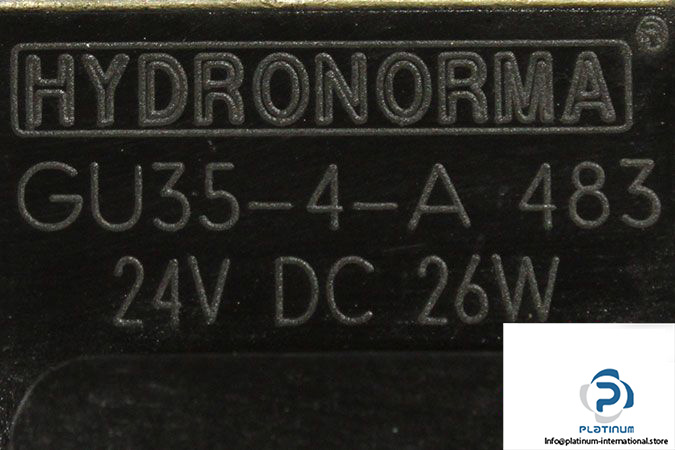 HYDRONORMA®
GU35-4-A 483
24V DC 26W
PLATINUM
Info@platinum-international.store